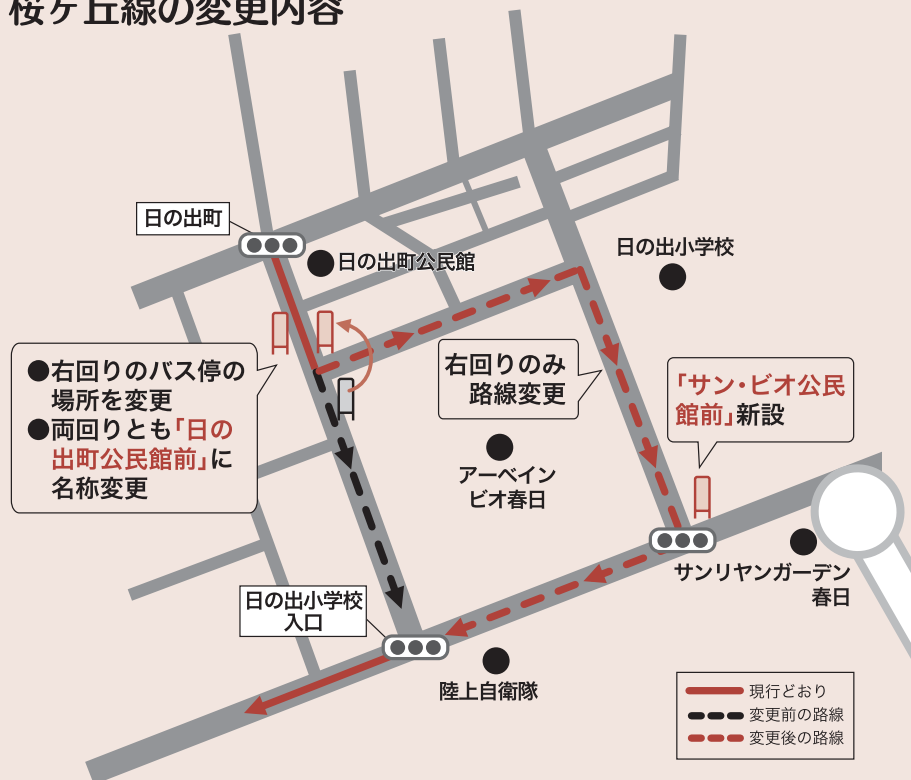 桜ヶ丘線の変更内容
日の出町
日の出町公民館
日の出小学校
●右回りのバス停の
場所を変更
●両回りとも「日の
出町公民館前」に
名称変更
右回りのみ
路線変更
「サン・ビオ公民
館前」新設
アーベイン
ビオ春日
サンリヤンガーデン
春日
日の出小学校
入口
陸上自衛隊
現行どおり
変更前の路線
変更後の路線